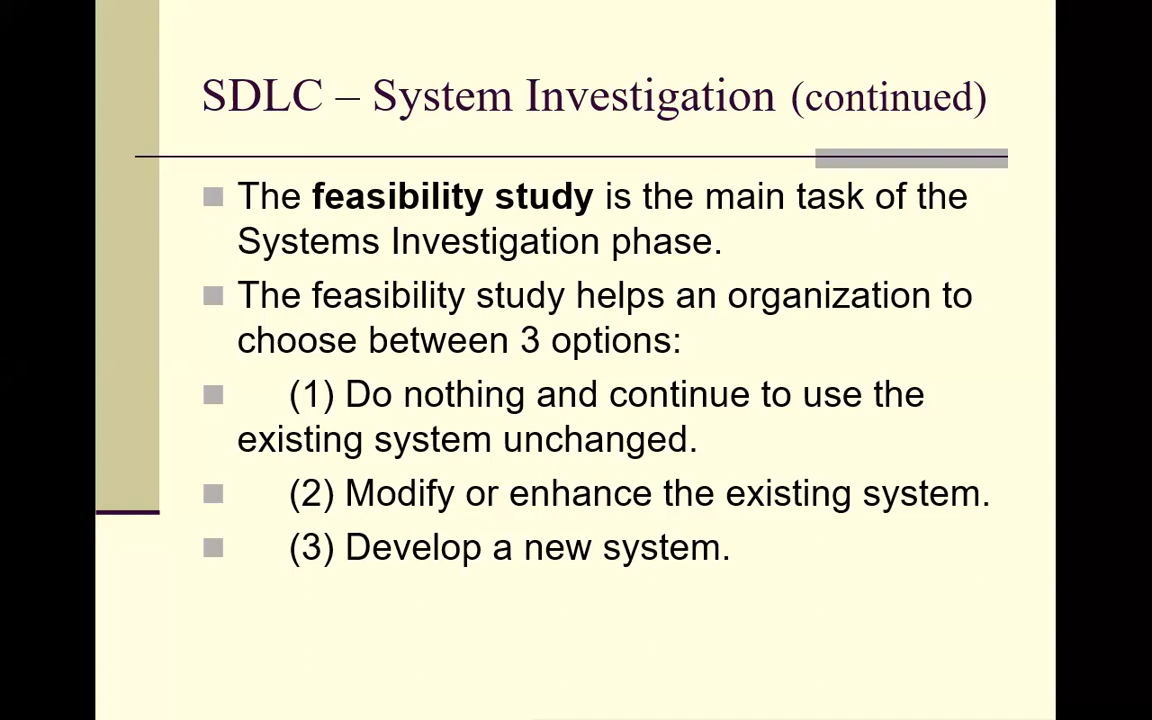 SDLC – System Investigation (continued)
The feasibility study is the main task of the
Systems Investigation phase.
The feasibility study helps an organization to
choose between 3 options:
(1) Do nothing and continue to use the
existing system unchanged.
(2) Modify or enhance the existing system.
(3) Develop a new system.